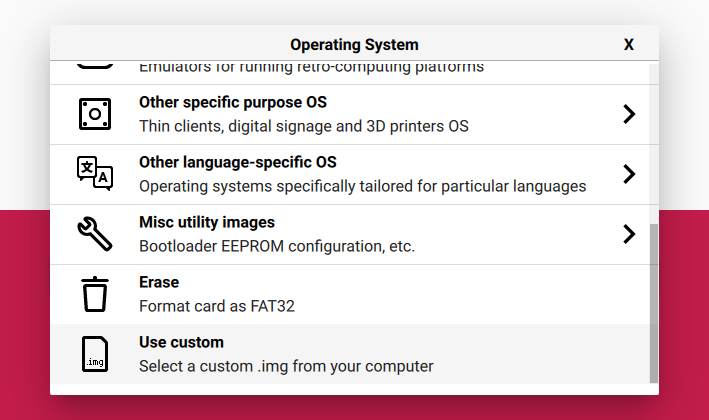 Operating System
X
Emulators for running retro-computing platforms
Other specific purpose OS
Thin clients, digital signage and 3D printers OS
Other language-specific OS
Operating systems specifically tailored for particular languages
文
A
Misc utility images
Bootloader EEPROM configuration, etc.
Erase
Format card as FAT32
Use custom
.img
Select a custom .img from your computer